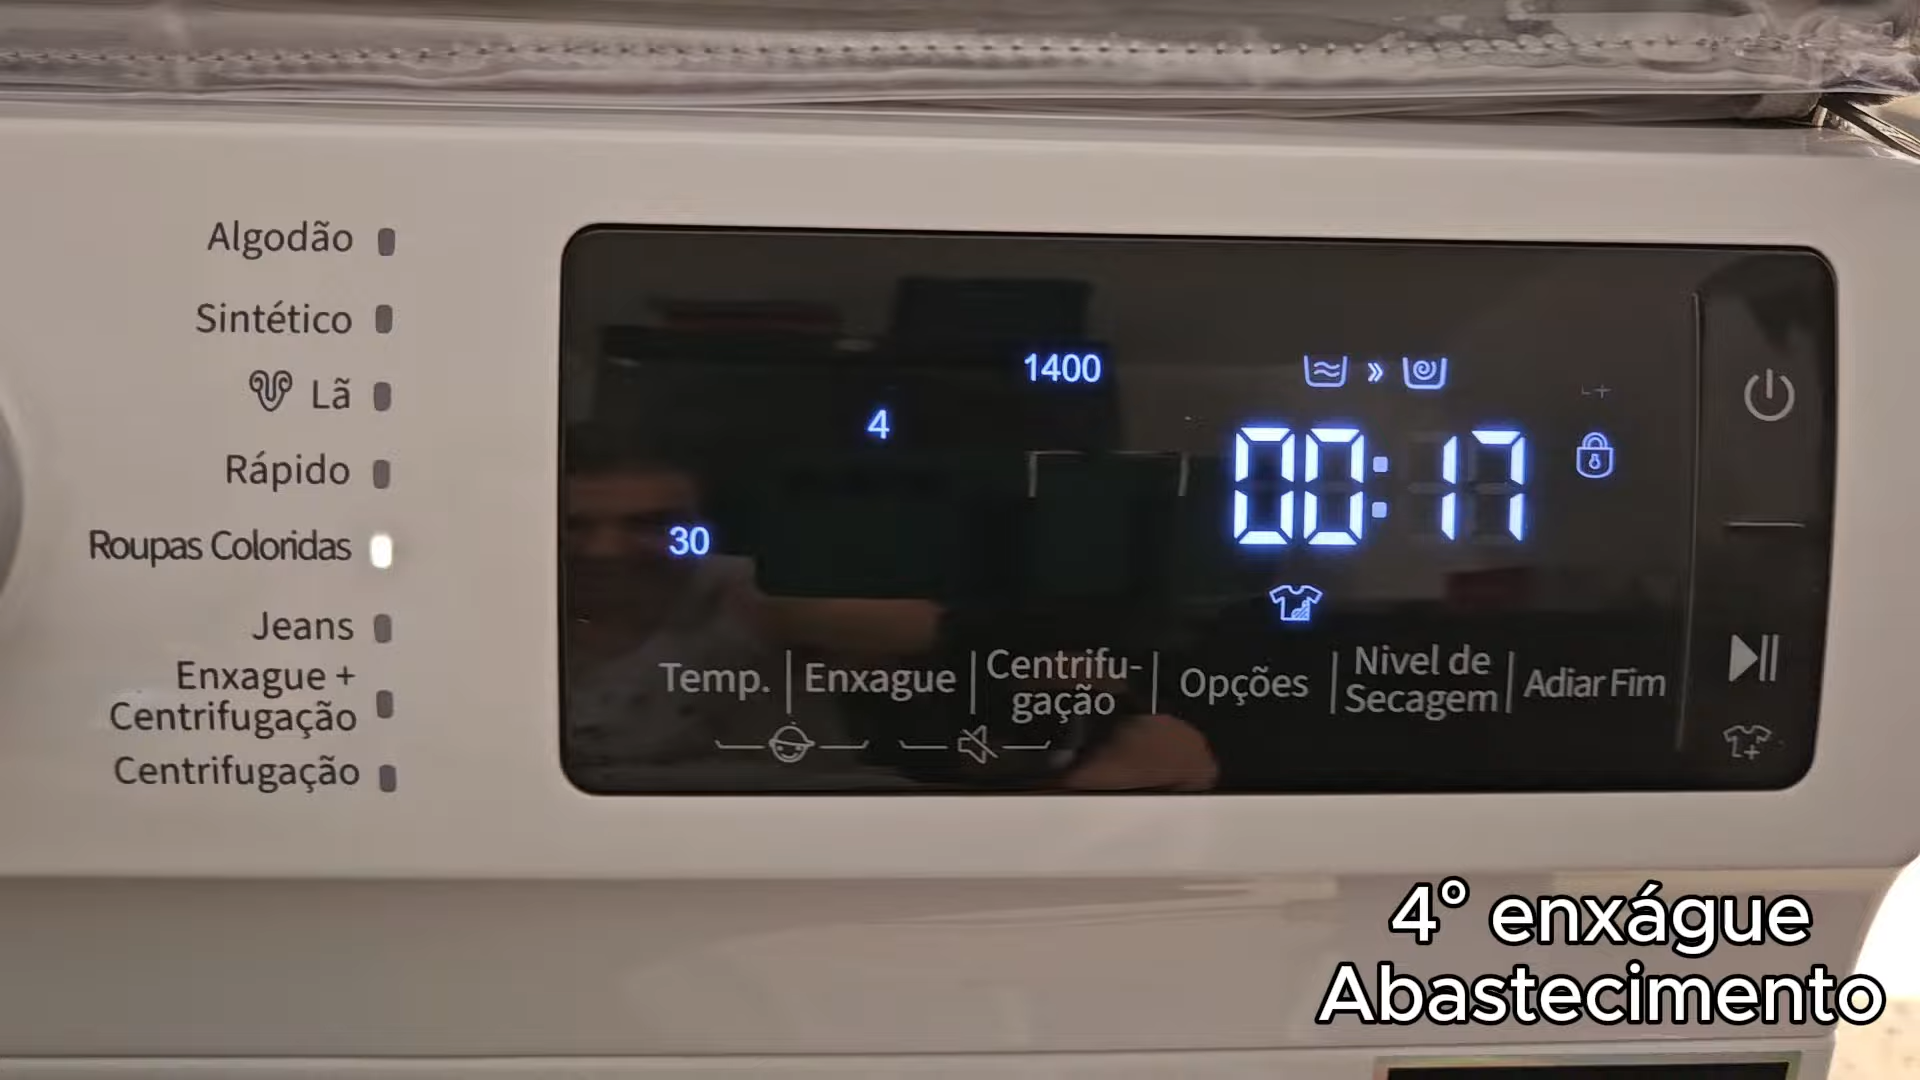 Algodão
Sintético
Lã
Rápido
Roupas Coloridas
Jeans
Enxague +
Centrifugação
Centrifugação
1400
4
30
00:17
Temp.
Enxague
Centrifu-
gação
Opções
Nivel de
Secagem
Adiar Fim
4° enxágue
Abastecimento